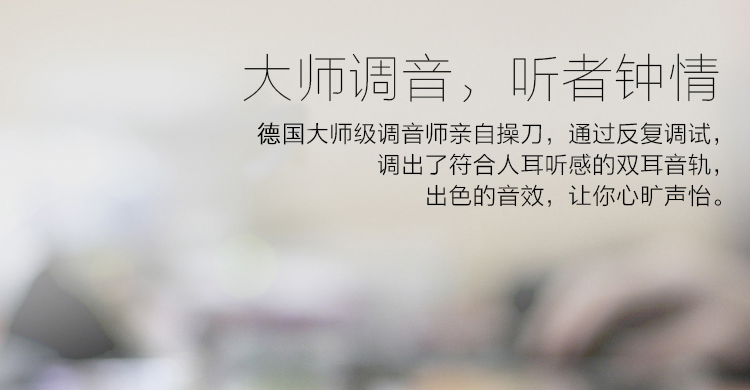 大师调音，听者钟情
德国大师级调音师亲自操刀，通过反复调试，
调出了符合人耳听感的双耳音轨，
出色的音效，让你心旷声怡。